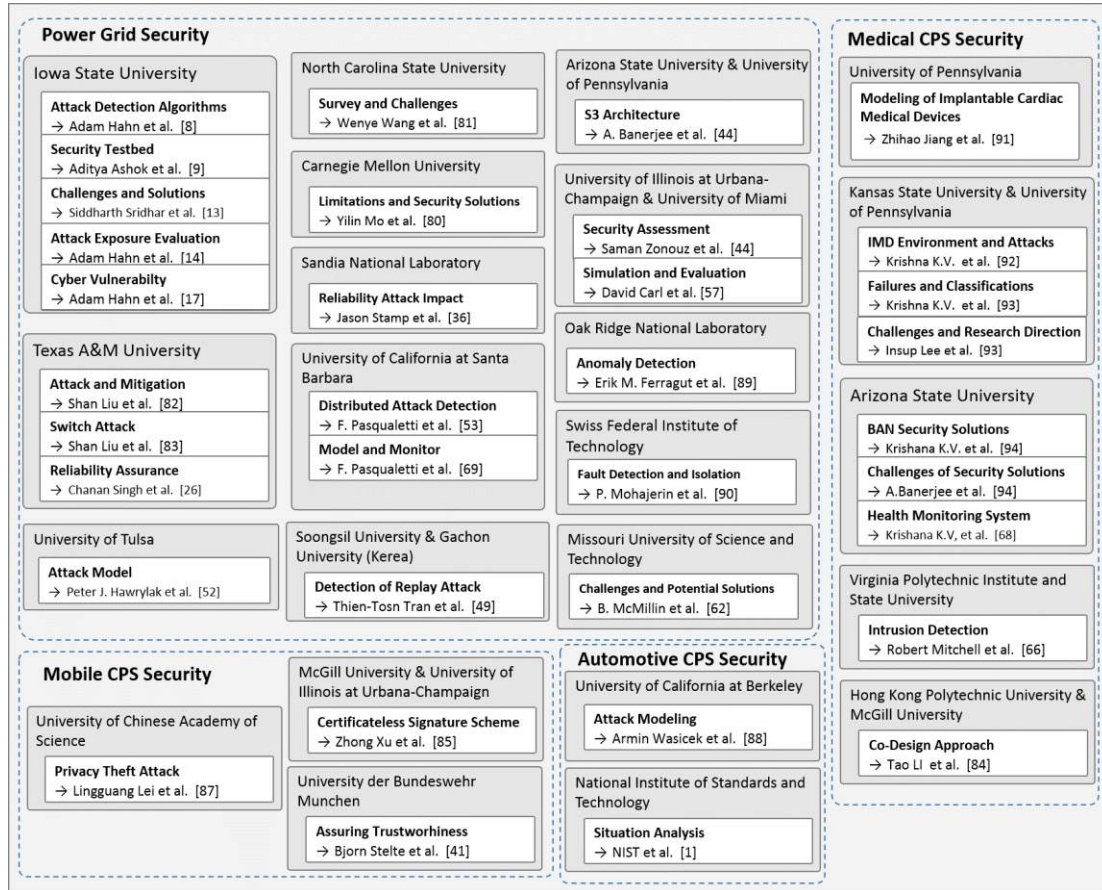 Power Grid Security
Iowa State University
Attack Detection Algorithms
→ Adam Hahn et al. [8]
Security Testbed
→ Aditya Ashok et al. [9]
Challenges and Solutions
→ Siddharth Sridhar et al. [13]
Attack Exposure Evaluation
→ Adam Hahn et al. [14]
Cyber Vulnerabilty
→ Adam Hahn et al. [17]
Texas A&M University
Attack and Mitigation
→ Shan Liu et al. [82]
Switch Attack
→ Shan Liu et al. [83]
Reliability Assurance
→ Chanan Singh et al. [26]
University of Tulsa
Attack Model
→ Peter J. Hawrylak et al. [52]
North Carolina State University
Survey and Challenges
→ Wenye Wang et al. [81]
Carnegie Mellon University
Limitations and Security Solutions
→ Yilin Mo et al. [80]
Sandia National Laboratory
Reliability Attack Impact
→ Jason Stamp et al. [36]
University of California at Santa
Barbara
Distributed Attack Detection
→ F. Pasqualetti et al. [53]
Model and Monitor
→ F. Pasqualetti et al. [69]
Soongsil University & Gachon
University (Kerea)
Detection of Replay Attack
→ Thien-Tosn Tran et al. [49]
Arizona State University & University
of Pennsylvania
S3 Architecture
→ A. Banerjee et al. [44]
University of Illinois at Urbana-
Champaign & University of Miami
Security Assessment
→ Saman Zonouz et al. [44]
Simulation and Evaluation
→ David Carl et al. [57]
Oak Ridge National Laboratory
Anomaly Detection
→ Erik M. Ferragut et al. [89]
Swiss Federal Institute of
Technology
Fault Detection and Isolation
→ P. Mohajerin et al. [90]
Missouri University of Science and
Technology
Challenges and Potential Solutions
→ B. McMillin et al. [62]
Medical CPS Security
University of Pennsylvania
Modeling of Implantable Cardiac
Medical Devices
→ Zhihao Jiang et al. [91]
Kansas State University & University
of Pennsylvania
IMD Environment and Attacks
→ Krishna K.V. et al. [92]
Failures and Classifications
→ Krishna K.V. et al. [93]
Challenges and Research Direction
→ Insup Lee et al. [93]
Arizona State University
BAN Security Solutions
→ Krishana K.V. et al. [94]
Challenges of Security Solutions
→ A.Banerjee et al. [94]
Health Monitoring System
→ Krishana K.V, et al. [68]
Virginia Polytechnic Institute and
State University
Intrusion Detection
→ Robert Mitchell et al. [66]
Hong Kong Polytechnic University &
McGill University
Co-Design Approach
→ Tao LI et al. [84]
Mobile CPS Security
University of Chinese Academy of
Science
Privacy Theft Attack
→ Lingguang Lei et al. [87]
McGill University & University of
Illinois at Urbana-Champaign
Certificateless Signature Scheme
→ Zhong Xu et al. [85]
University der Bundeswehr
Munchen
Assuring Trustworhiness
→ Bjorn Stelte et al. [41]
Automotive CPS Security
University of California at Berkeley
Attack Modeling
→ Armin Wasicek et al. [88]
National Institute of Standards and
Technology
Situation Analysis
→ NIST et al. [1]